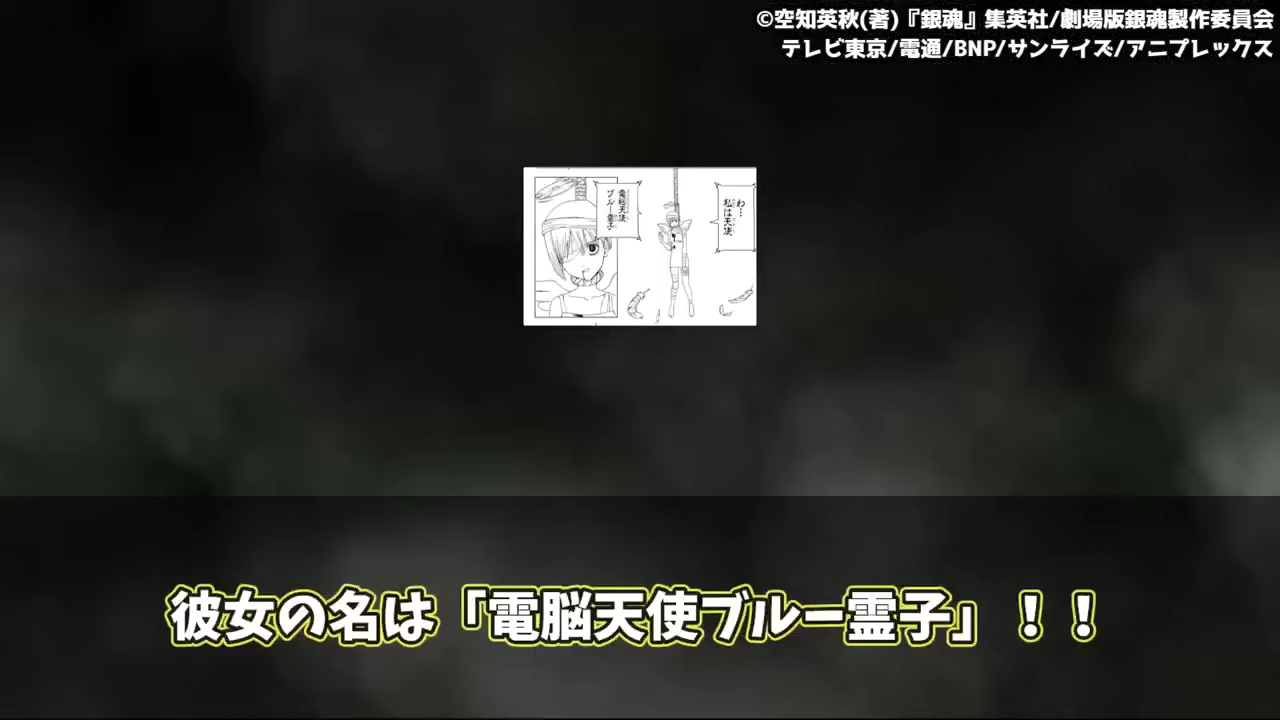 ©空知英秋(著)『銀魂』集英社/劇場版銀魂製作委員会
テレビ東京/電通/BNP/サンライズ/アニプレックス
わ…
私は天使
電脳天使
ブルー霊子
彼女の名は「電脳天使ブルー霊子」！！